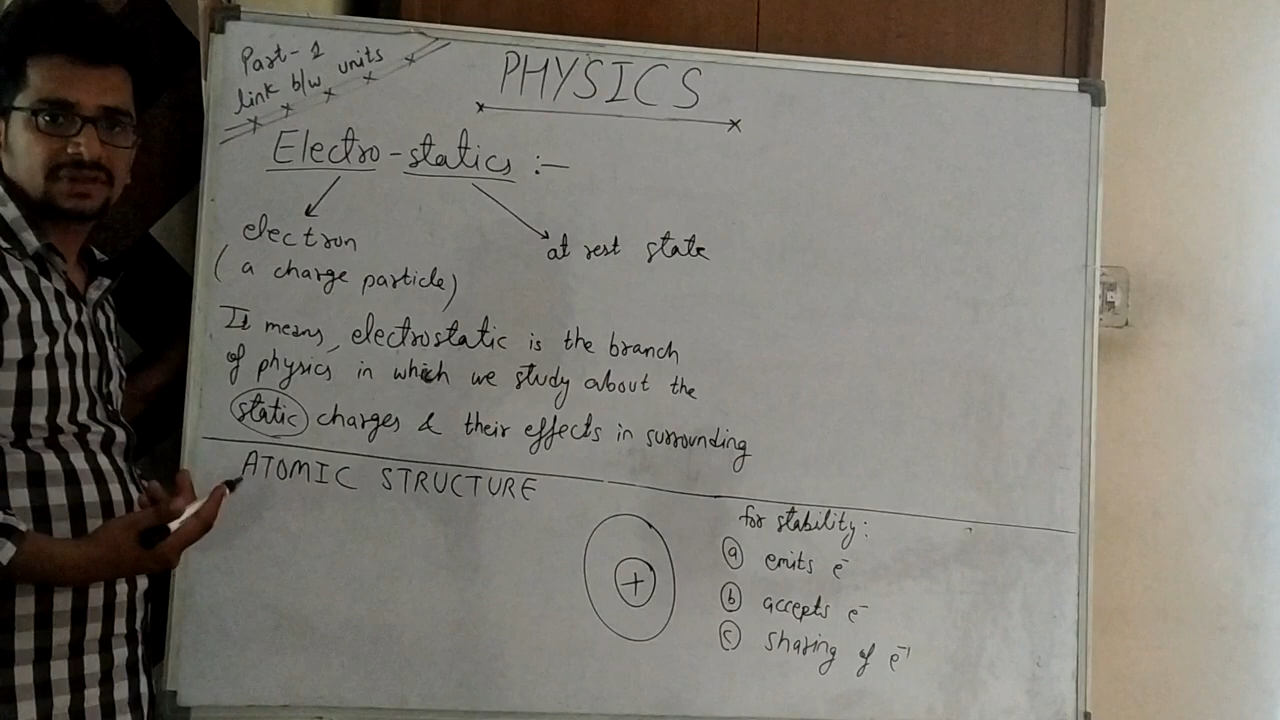 Part-1
link b/w units
PHYSICS
Electro-statics :-
electron
(a charge particle)
at rest state
It means, electrostatic is the branch
of physics, in which we study about the
static charges & their effects in surrounding
ATOMIC STRUCTURE
+
for stability:
(a) emits e⁻
(b) accepts e⁻
(c) sharing of e⁻¹